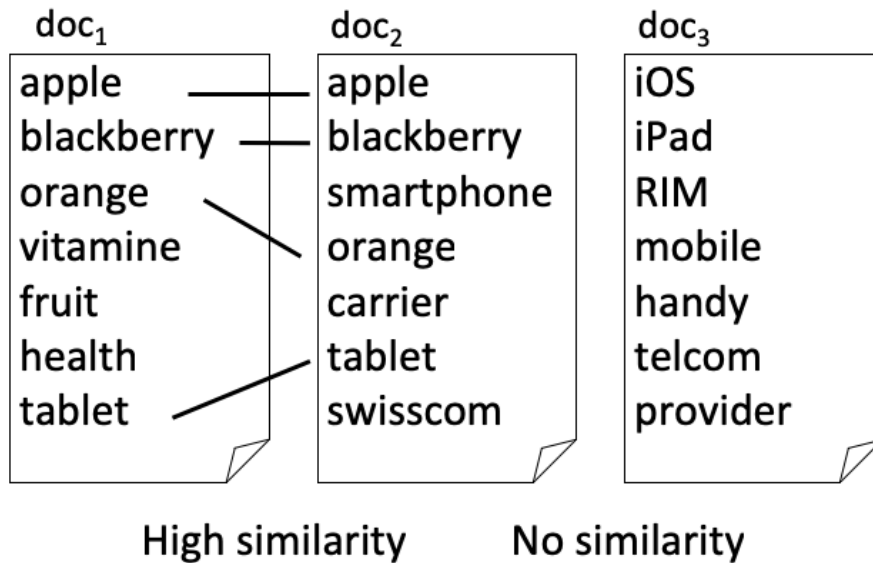 doc₁
apple
blackberry
orange
vitamine
fruit
health
tablet
doc₂
apple
blackberry
smartphone
orange
carrier
tablet
swisscom
doc₃
iOS
iPad
RIM
mobile
handy
telcom
provider
High similarity
No similarity